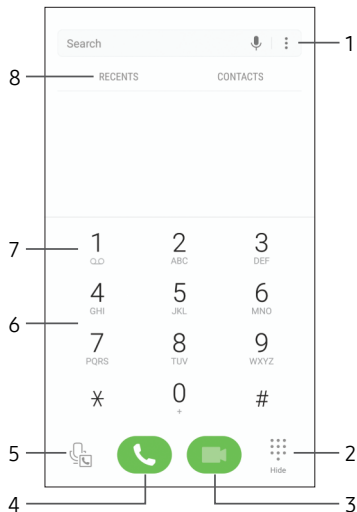 Search
1
8
RECENTS CONTACTS
7
1 2 3
ABC DEF
4 5 6
GHI JKL MNO
6
7 8 9
PQRS TUV WXYZ
* 0 #
+
5
2
Hide
4
3